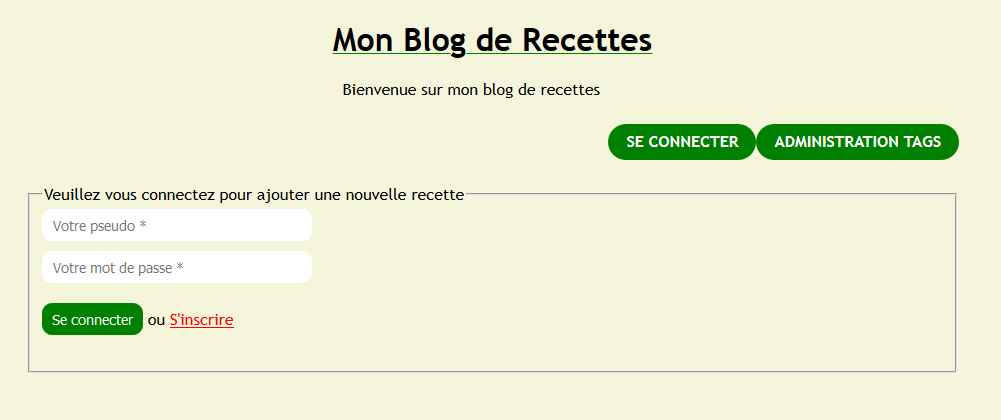 Mon Blog de Recettes
Bienvenue sur mon blog de recettes
SE CONNECTER ADMINISTRATION TAGS
Veuillez vous connectez pour ajouter une nouvelle recette
Votre pseudo *
Votre mot de passe *
Se connecter ou S'inscrire